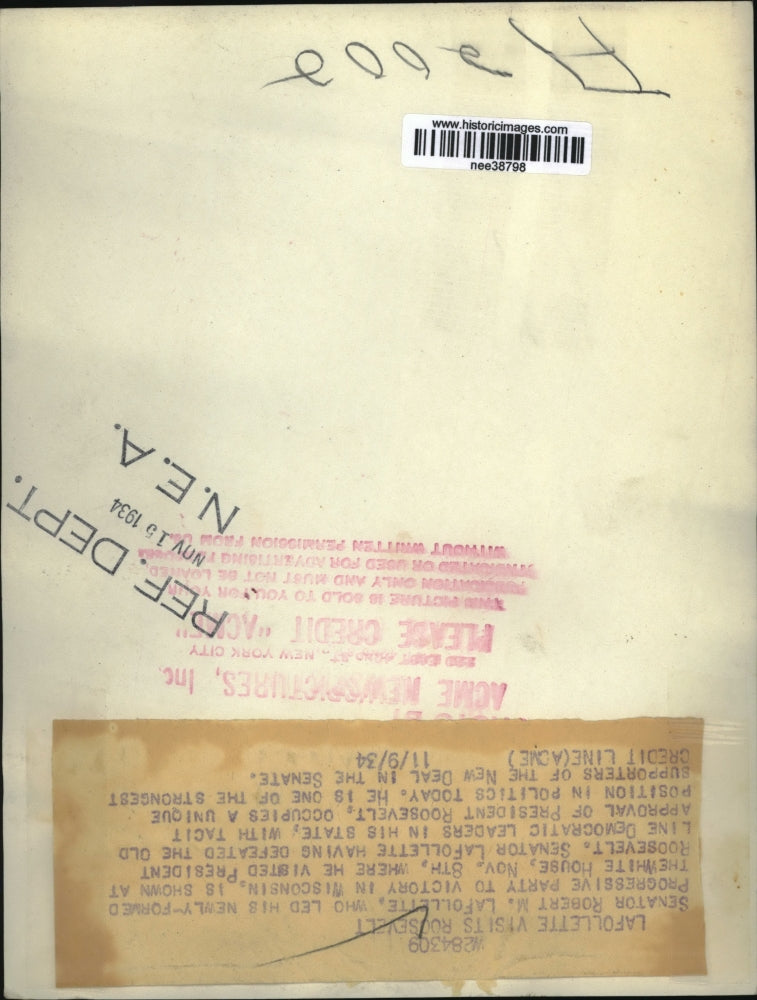 www.historicimages.com
nee38798
REF. DEPT.
NOV 15 1934
N.E.A.
ACME NEWSPICTURES, Inc.
220 EAST 42ND ST., NEW YORK CITY
PLEASE CREDIT "ACME"
THIS PICTURE IS SOLD TO YOU FOR YOUR
PUBLICATION ONLY AND MUST NOT BE LOANED
SYNDICATED OR USED FOR ADVERTISING PURPOSES
WITHOUT WRITTEN PERMISSION FROM US.
W284309
LAFOLLETTE VISITS ROOSEVELT
SENATOR ROBERT M. LAFOLLETTE, WHO LED HIS NEWLY-FORMED
PROGRESSIVE PARTY TO VICTORY IN WISCONSIN, IS SHOWN AT
THEWHITE HOUSE, NOV. 8TH, WHERE HE VISITED PRESIDENT
ROOSEVELT. SENATOR LAFOLLETTE HAVING DEFEATED THE OLD
LINE DEMOCRATIC LEADERS IN HIS STATE, WITH TACIT
APPROVAL OF PRESIDENT ROOSEVELT, OCCUPIES A UNIQUE
POSITION IN POLITICS TODAY. HE IS ONE OF THE STRONGEST
SUPPORTERS OF THE NEW DEAL IN THE SENATE.
CREDIT LINE(ACME) 11/9/34